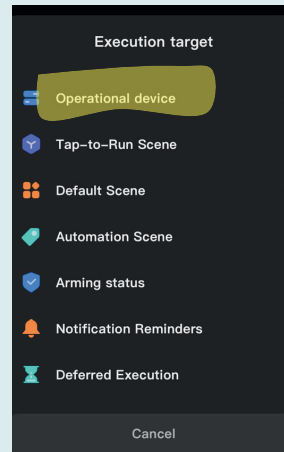 Execution target
Operational device
Tap-to-Run Scene
Default Scene
Automation Scene
Arming status
Notification Reminders
Deferred Execution
Cancel